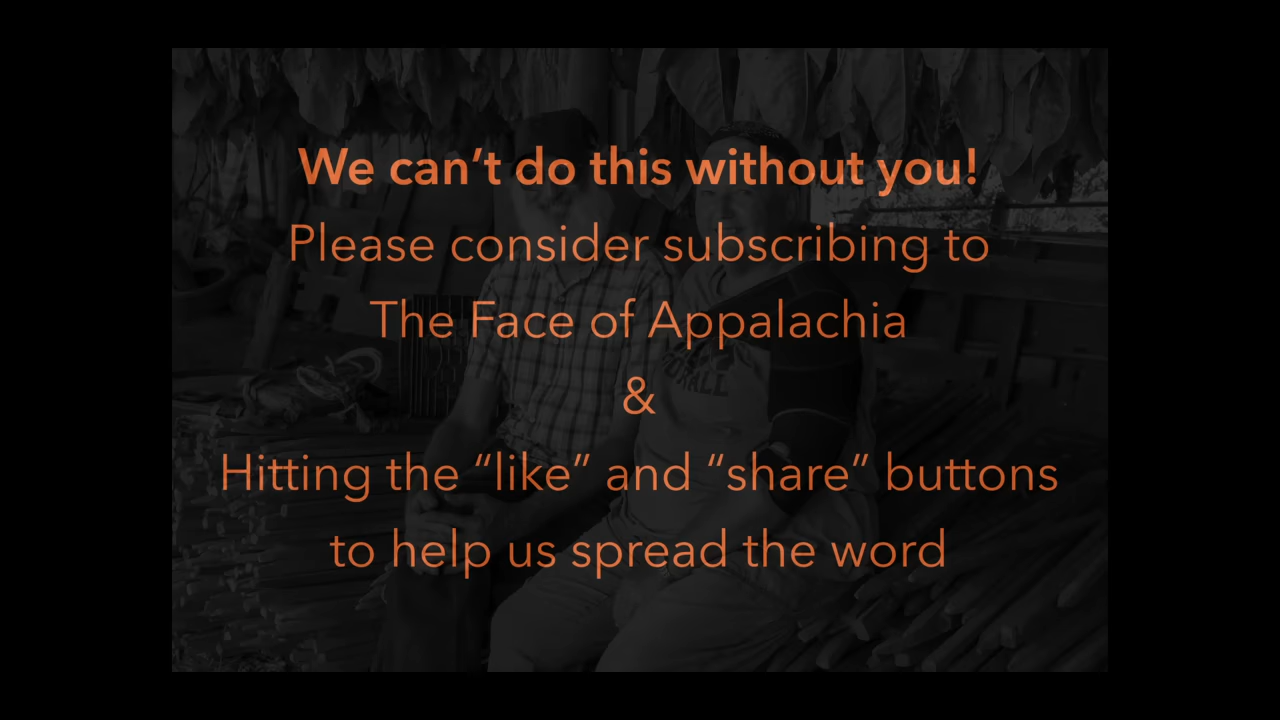 We can’t do this without you!
Please consider subscribing to
The Face of Appalachia
&
Hitting the “like” and “share” buttons
to help us spread the word